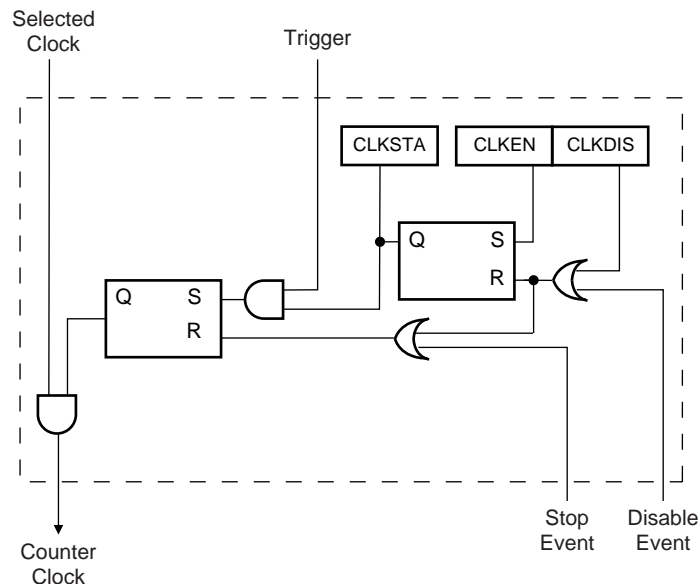 Selected
Clock
Trigger
CLKSTA
CLKEN
CLKDIS
Q
S
R
Q
S
R
Stop
Event
Disable
Event
Counter
Clock